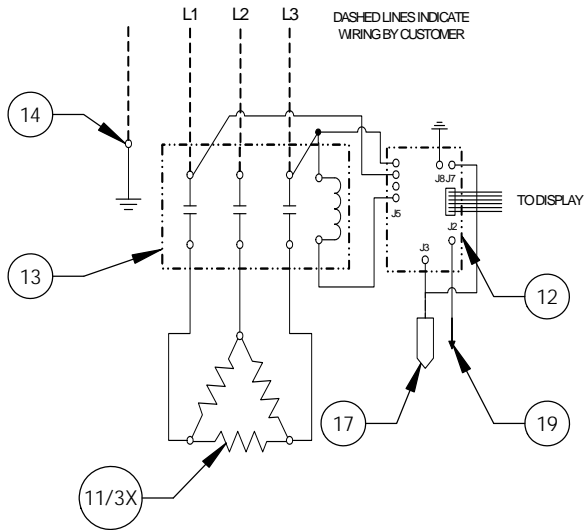 L1 L2 L3
DASHED LINES INDICATE
WIRING BY CUSTOMER
14
J8 J7
TO DISPLAY
J5
J2
J3
13
12
17
19
11/3X